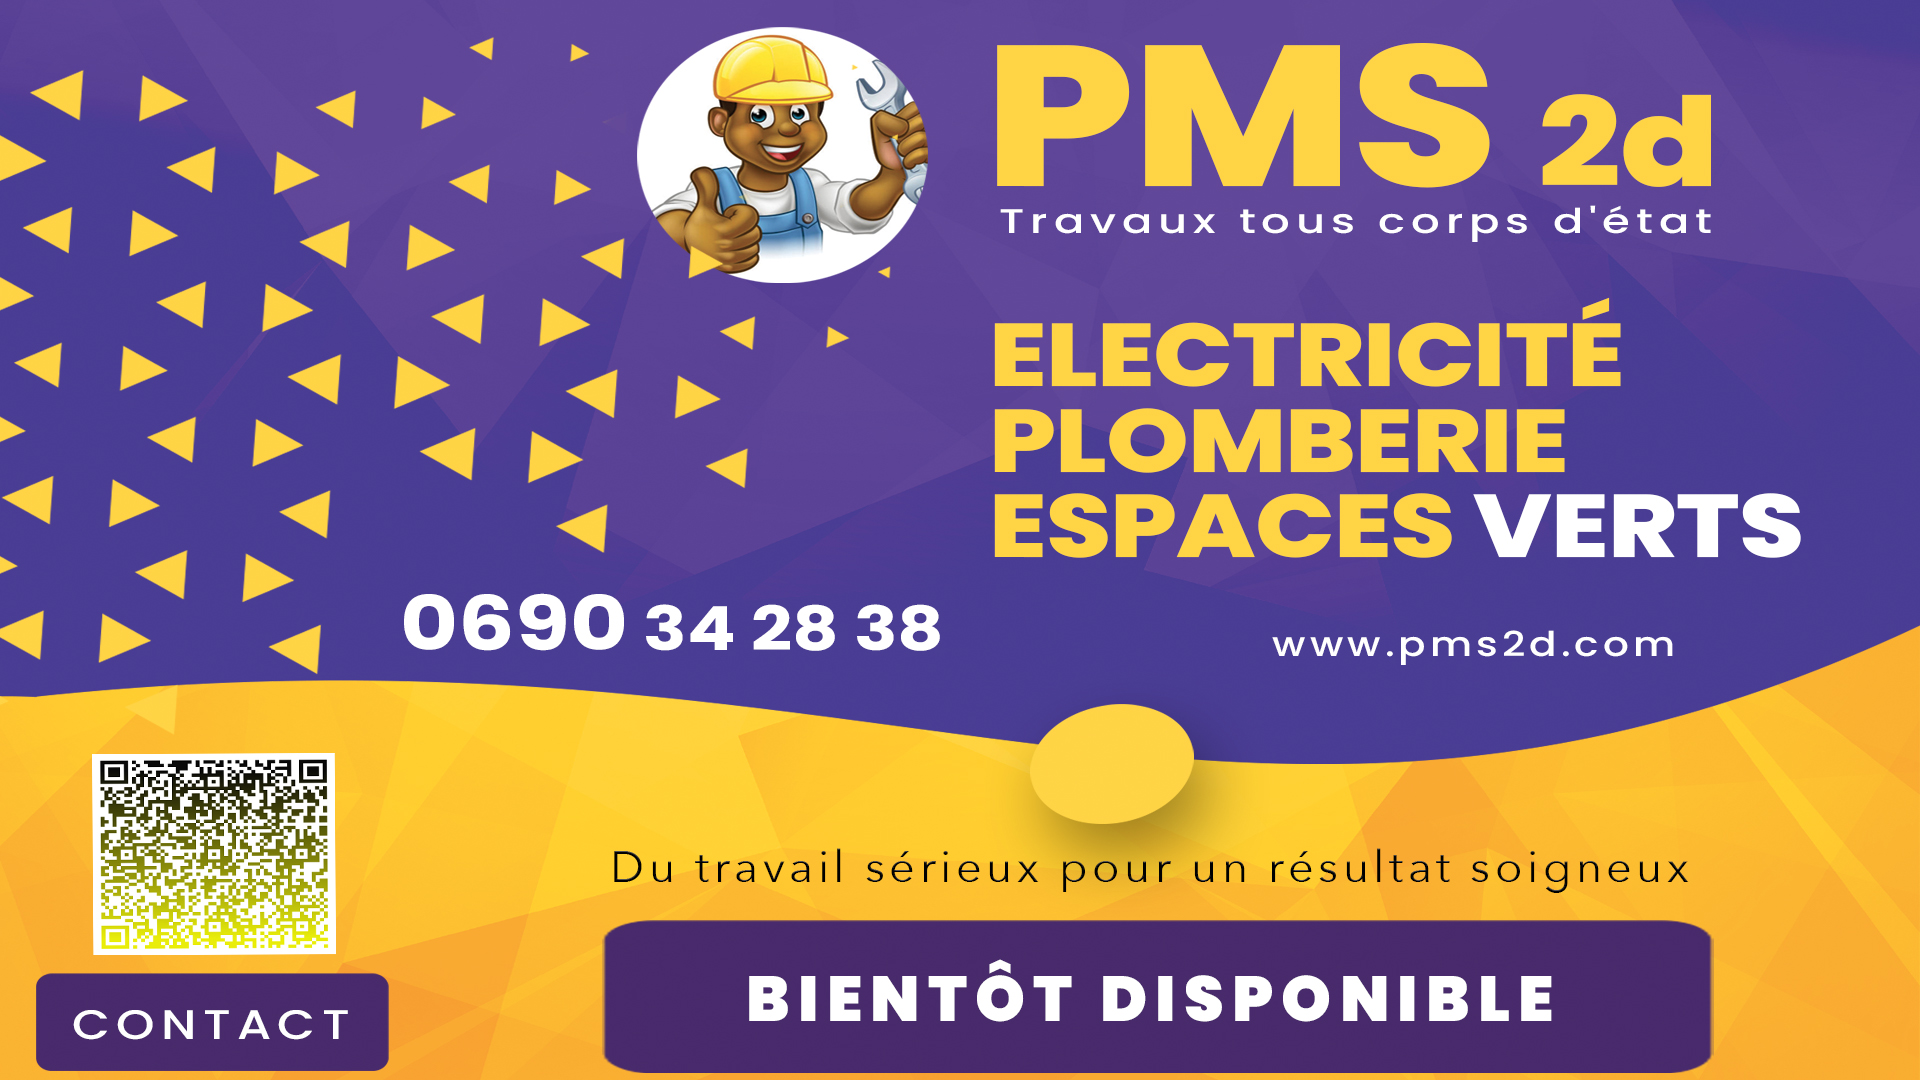 PMS 2d
Travaux tous corps d'état
ELECTRICITÉ
PLOMBERIE
ESPACES VERTS
0690 34 28 38
www.pms2d.com
Du travail sérieux pour un résultat soigneux
BIENTÔT DISPONIBLE
CONTACT